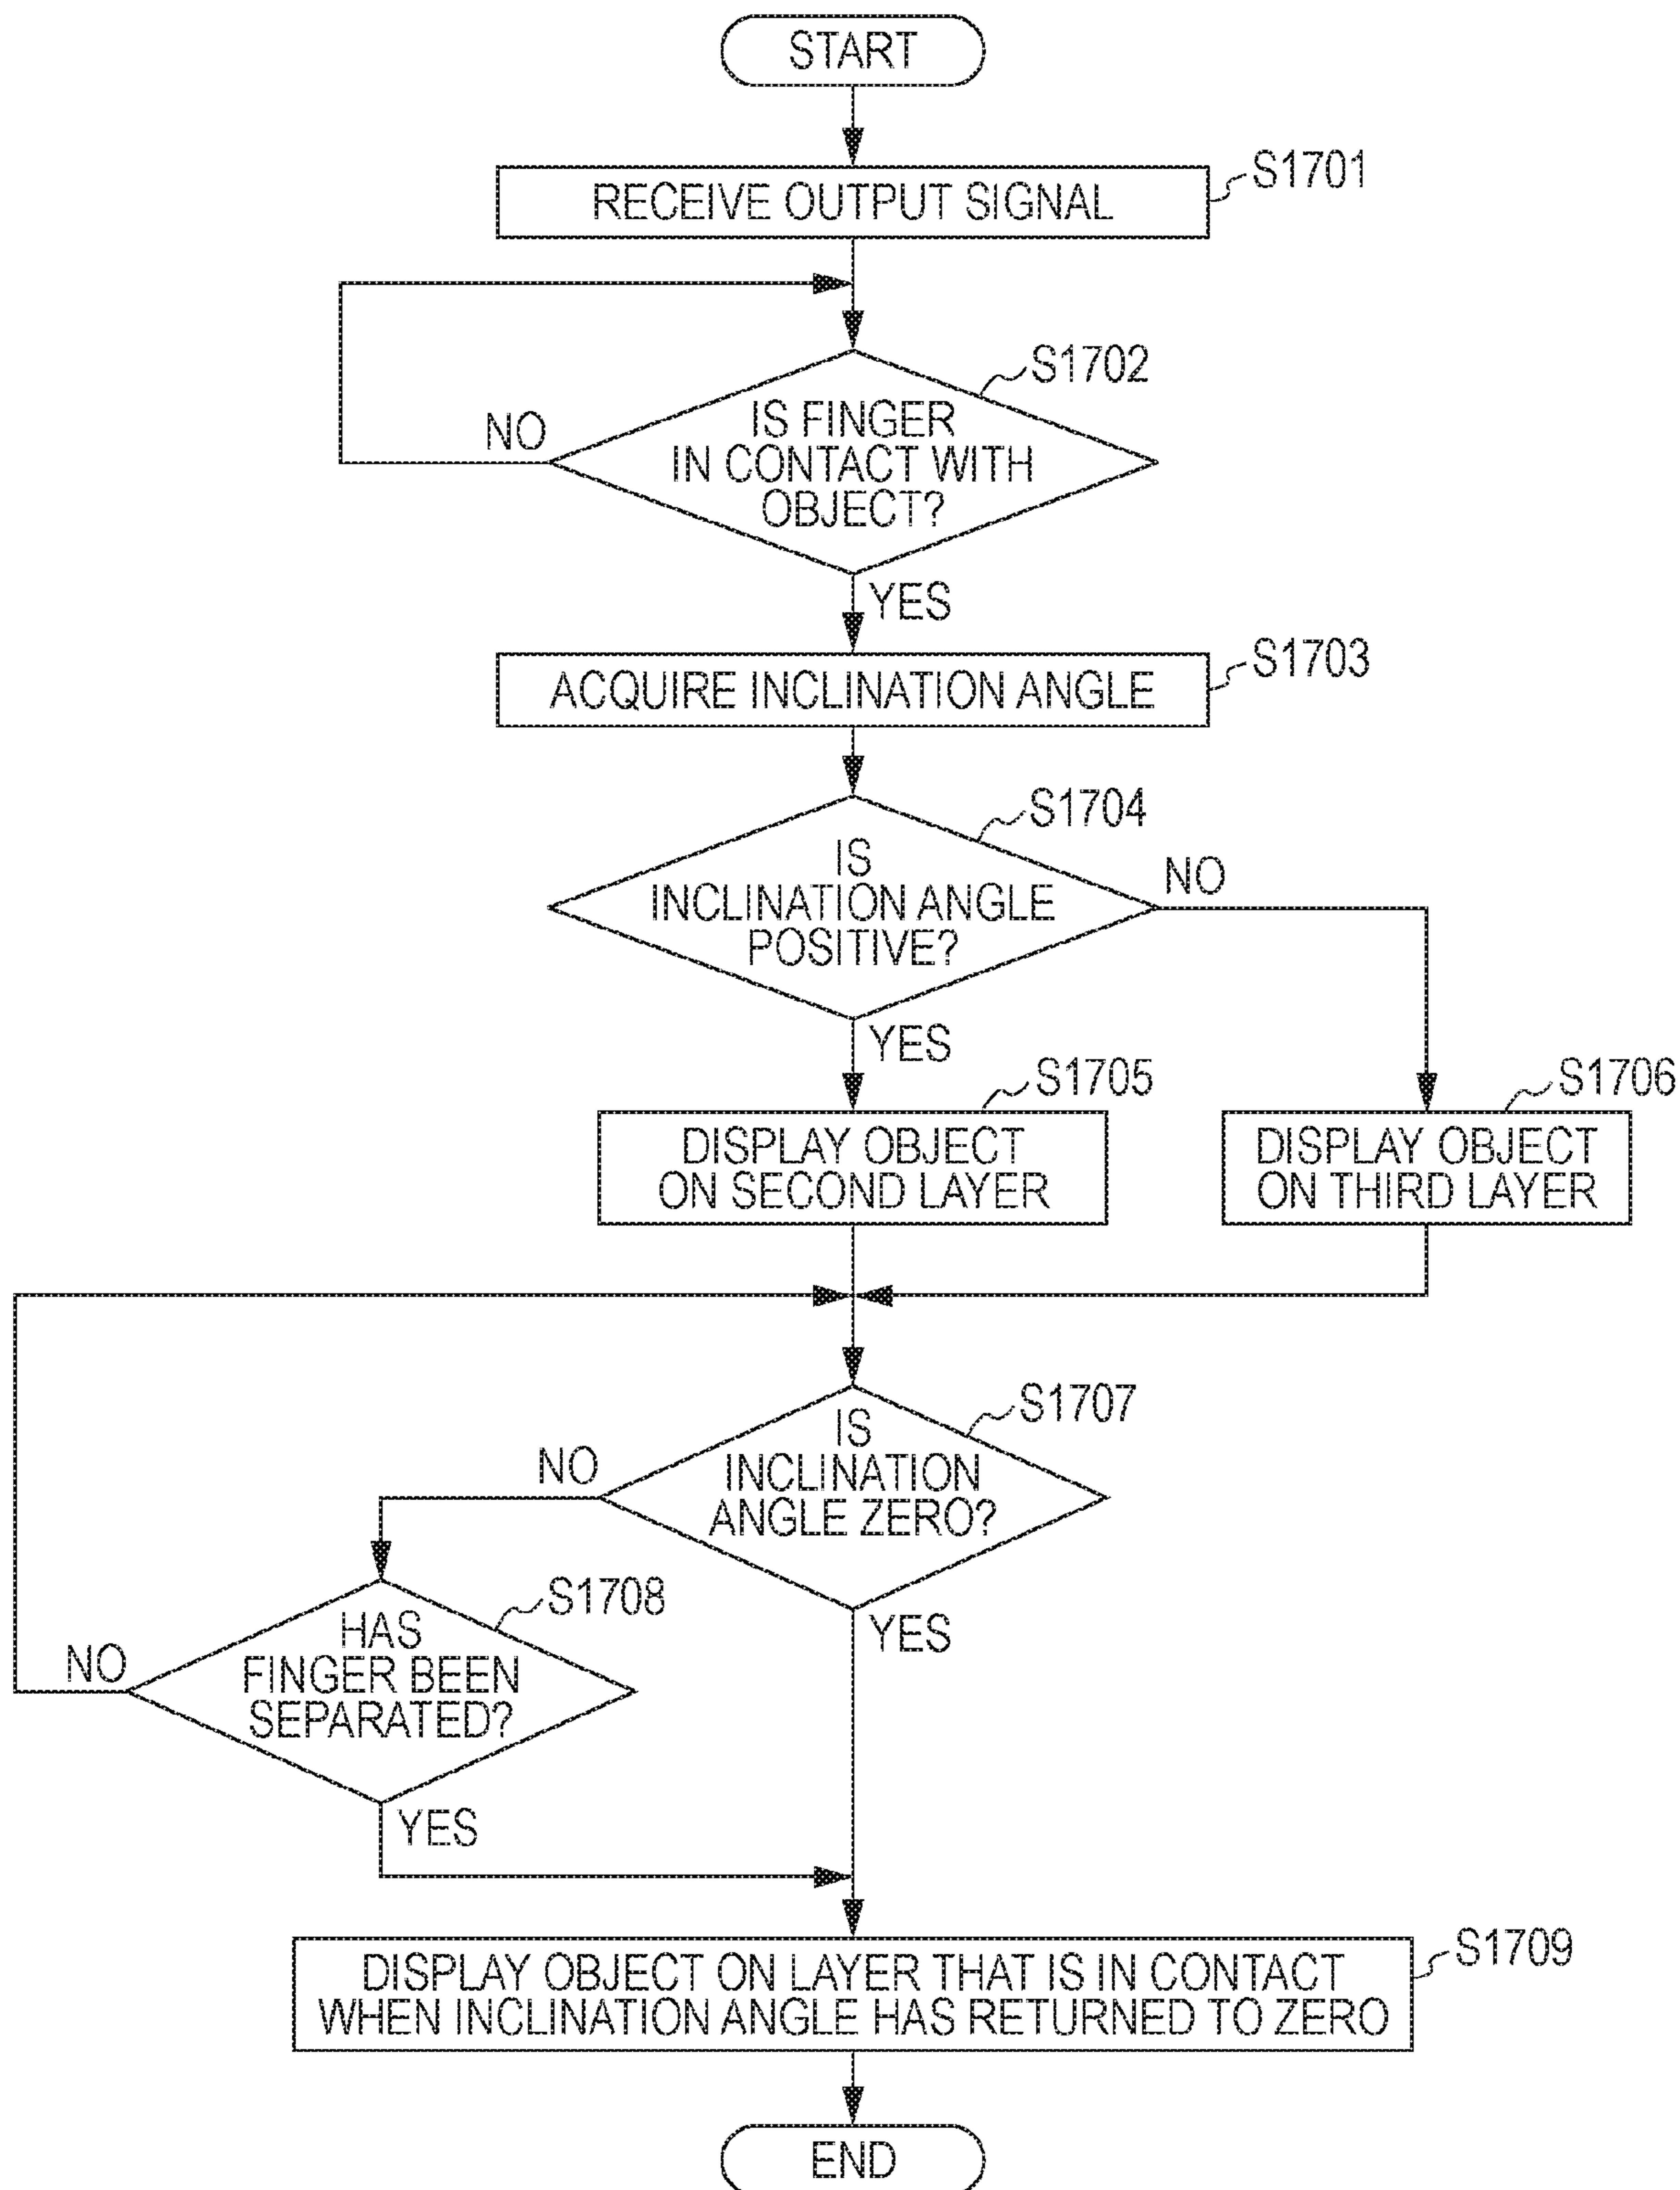 START
RECEIVE OUTPUT SIGNAL
S1701
S1702
IS FINGER
IN CONTACT WITH
OBJECT?
NO
YES
ACQUIRE INCLINATION ANGLE
S1703
S1704
IS
INCLINATION ANGLE
POSITIVE?
NO
YES
S1705
DISPLAY OBJECT
ON SECOND LAYER
S1706
DISPLAY OBJECT
ON THIRD LAYER
S1707
IS
INCLINATION
ANGLE ZERO?
NO
YES
S1708
HAS
FINGER BEEN
SEPARATED?
NO
YES
S1709
DISPLAY OBJECT ON LAYER THAT IS IN CONTACT
WHEN INCLINATION ANGLE HAS RETURNED TO ZERO
END